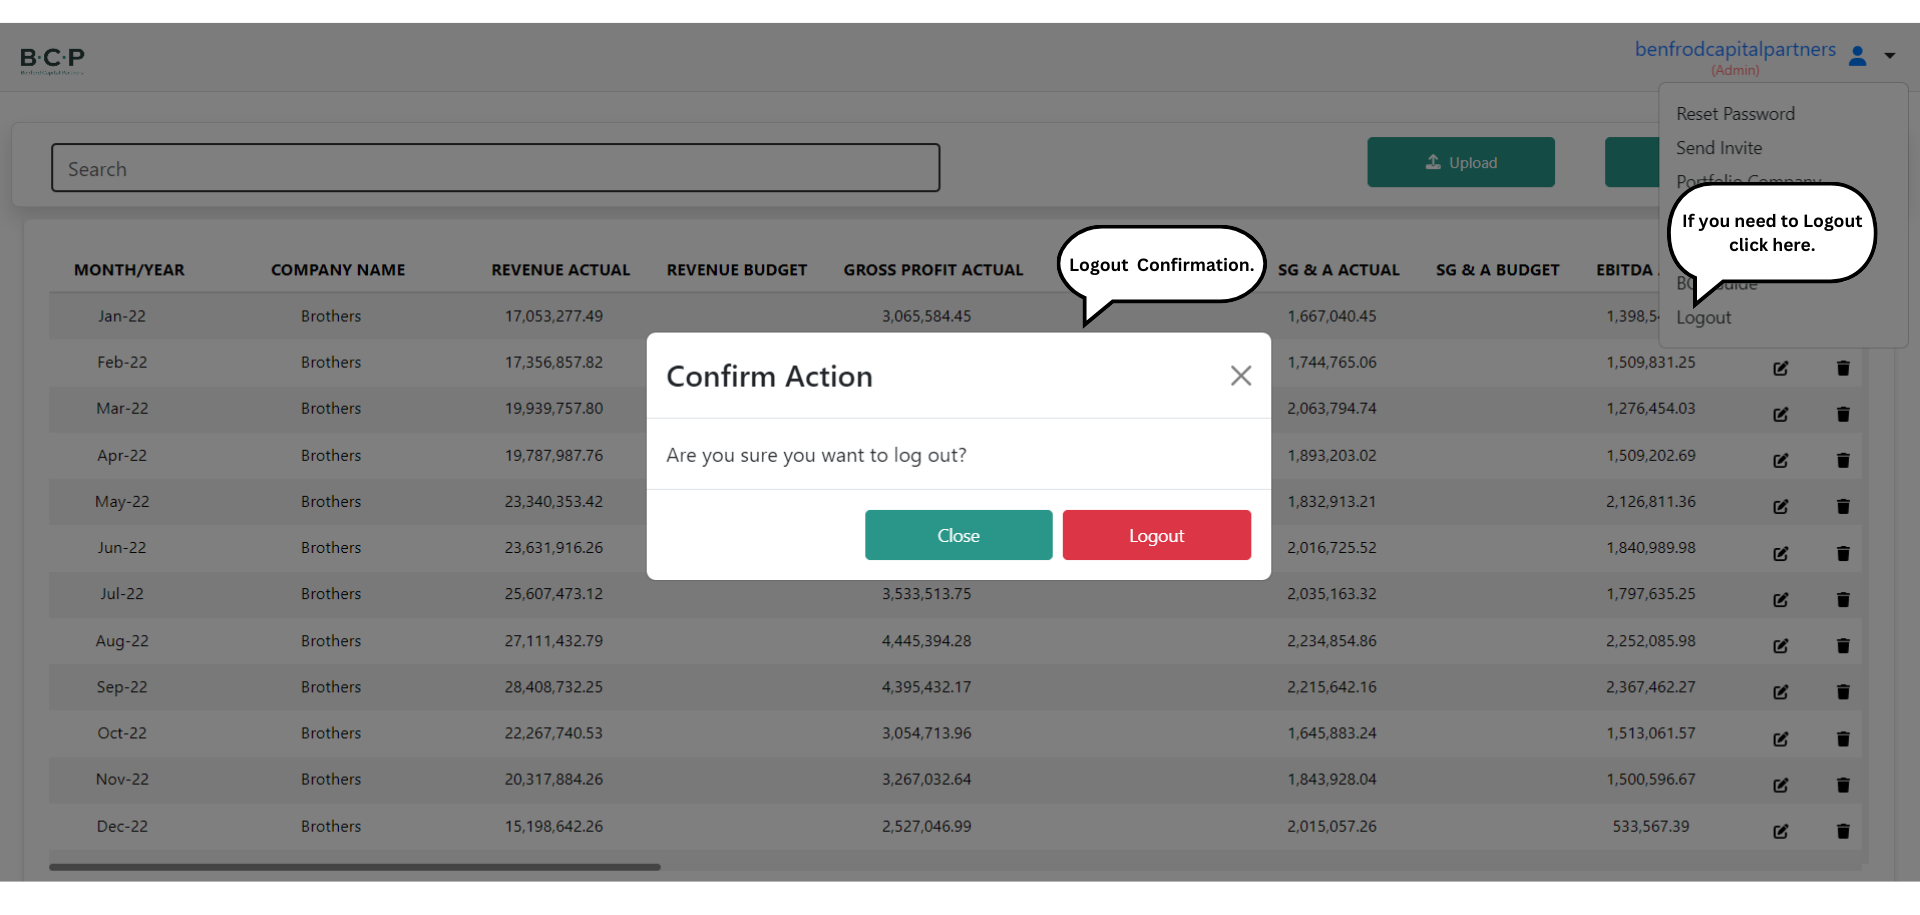 B·C·P
Benford Capital Partners
benfrodcapitalpartners
(Admin)
Reset Password
Send Invite
Portfolio Company
Search
Upload
If you need to Logout
click here.
Logout Confirmation.
MONTH/YEAR COMPANY NAME REVENUE ACTUAL REVENUE BUDGET GROSS PROFIT ACTUAL SG & A ACTUAL SG & A BUDGET EBITDA
Guide
Logout
Jan-22 Brothers 17,053,277.49 3,065,584.45 1,667,040.45 1,398,5
Feb-22 Brothers 17,356,857.82 1,744,765.06 1,509,831.25
Mar-22 Brothers 19,939,757.80 2,063,794.74 1,276,454.03
Apr-22 Brothers 19,787,987.76 1,893,203.02 1,509,202.69
May-22 Brothers 23,340,353.42 1,832,913.21 2,126,811.36
Jun-22 Brothers 23,631,916.26 2,016,725.52 1,840,989.98
Confirm Action
Are you sure you want to log out?
Close Logout
Jul-22 Brothers 25,607,473.12 3,533,513.75 2,035,163.32 1,797,635.25
Aug-22 Brothers 27,111,432.79 4,445,394.28 2,234,854.86 2,252,085.98
Sep-22 Brothers 28,408,732.25 4,395,432.17 2,215,642.16 2,367,462.27
Oct-22 Brothers 22,267,740.53 3,054,713.96 1,645,883.24 1,513,061.57
Nov-22 Brothers 20,317,884.26 3,267,032.64 1,843,928.04 1,500,596.67
Dec-22 Brothers 15,198,642.26 2,527,046.99 2,015,057.26 533,567.39